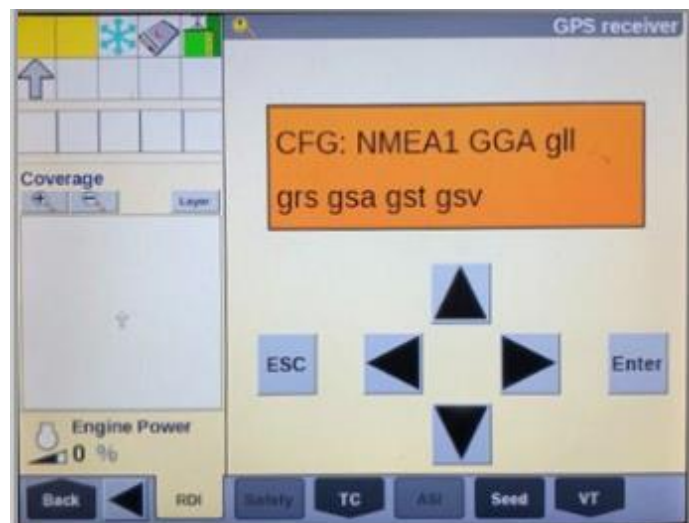 GPS receiver
CFG: NMEA1 GGA gll
grs gsa gst gsv
Coverage
Layer
ESC
Enter
Engine Power
0 %
Back
RDI
Safety
TC
ASI
Seed
VT